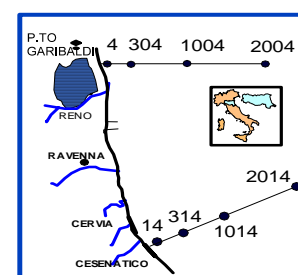 P.TO
GARIBALDI
4 304 1004 2004
RENO
RAVENNA
2014
CERVIA
14 314 1014
CESENATICO